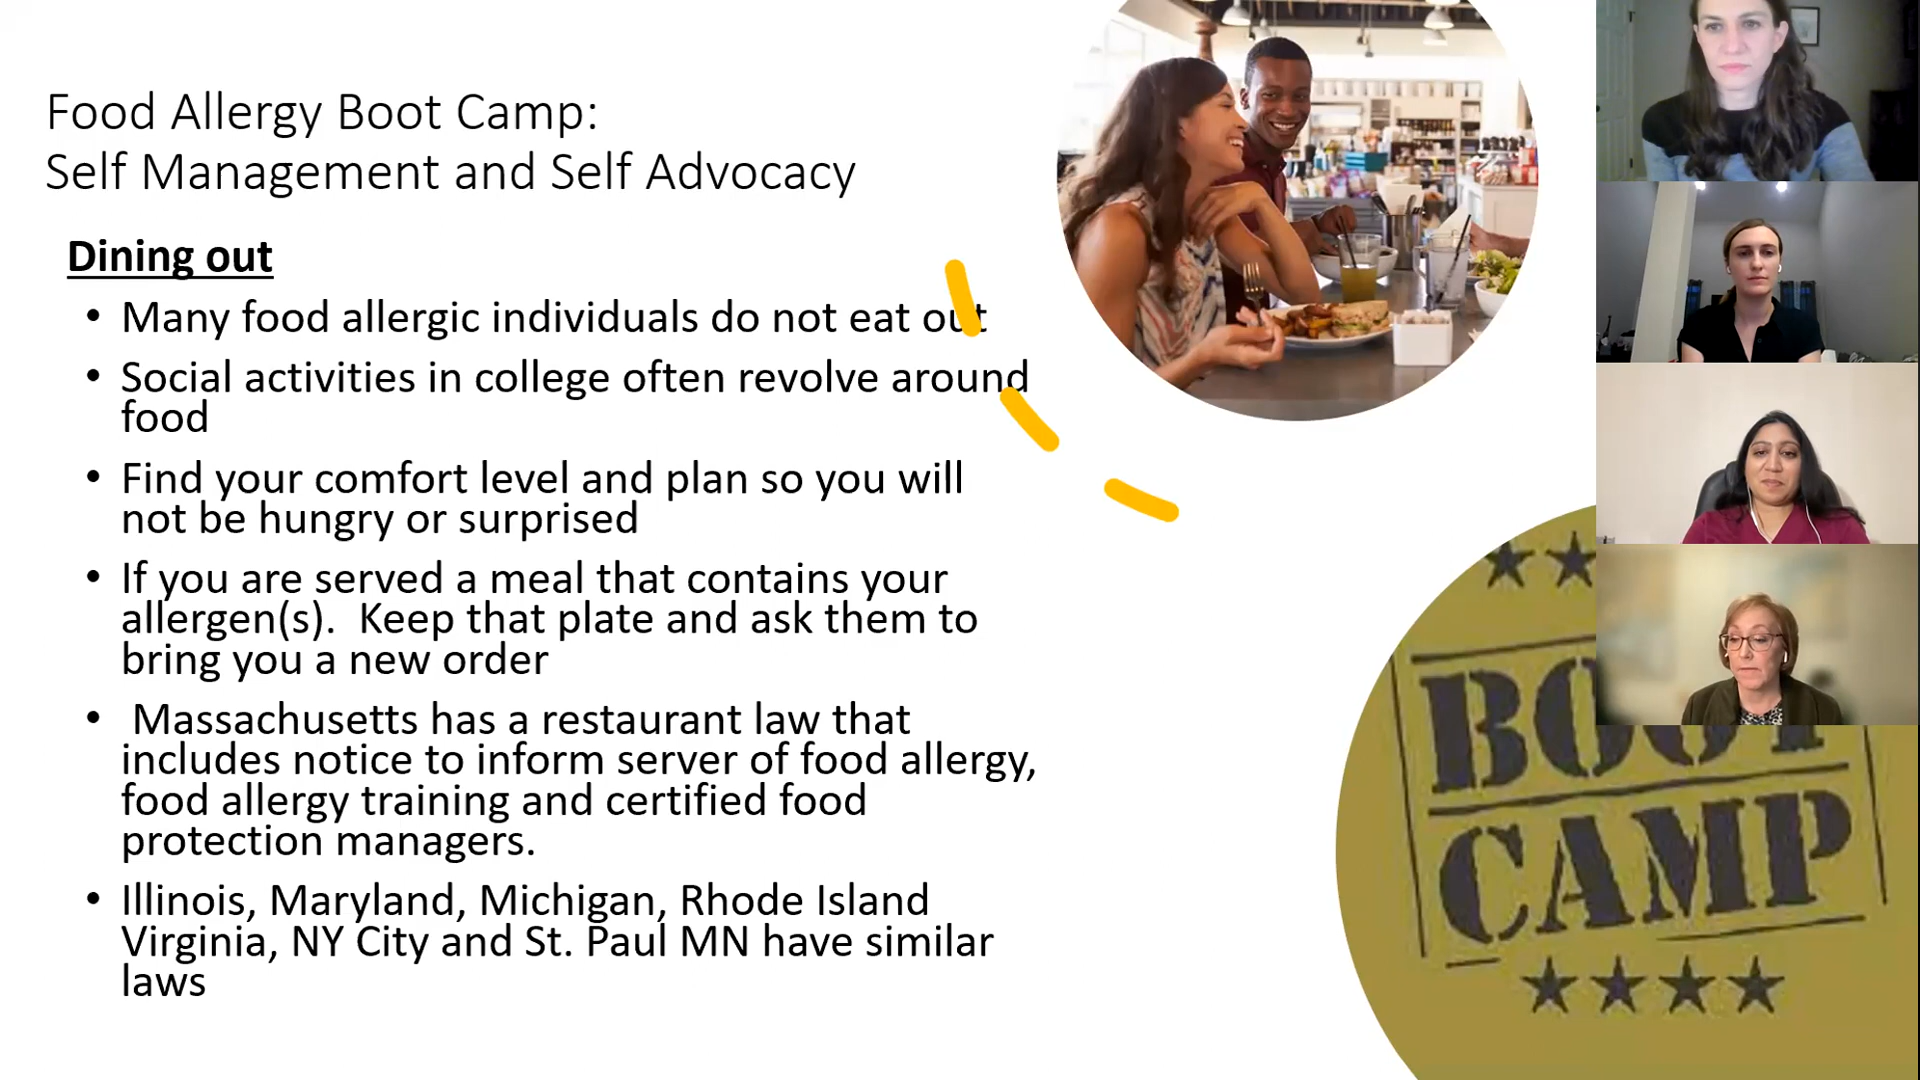 Food Allergy Boot Camp:
Self Management and Self Advocacy
Dining out
• Many food allergic individuals do not eat out
• Social activities in college often revolve around
food
• Find your comfort level and plan so you will
not be hungry or surprised
• If you are served a meal that contains your
allergen(s).  Keep that plate and ask them to
bring you a new order
•  Massachusetts has a restaurant law that
includes notice to inform server of food allergy,
food allergy training and certified food
protection managers.
• Illinois, Maryland, Michigan, Rhode Island
Virginia, NY City and St. Paul MN have similar
laws
BOOT
CAMP